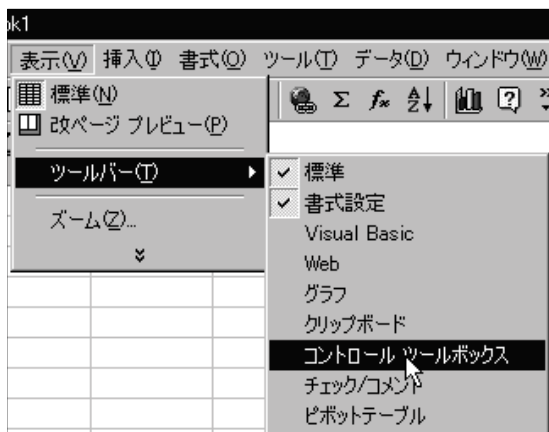 ok1
表示(V) 挿入(I) 書式(O) ツール(T) データ(D) ウィンドウ(W)
標準(N)
改ページ プレビュー(P)
ツールバー(T)
ズーム(Z)...
標準
書式設定
Visual Basic
Web
グラフ
クリップボード
コントロール ツールボックス
チェック/コメント
ピボットテーブル